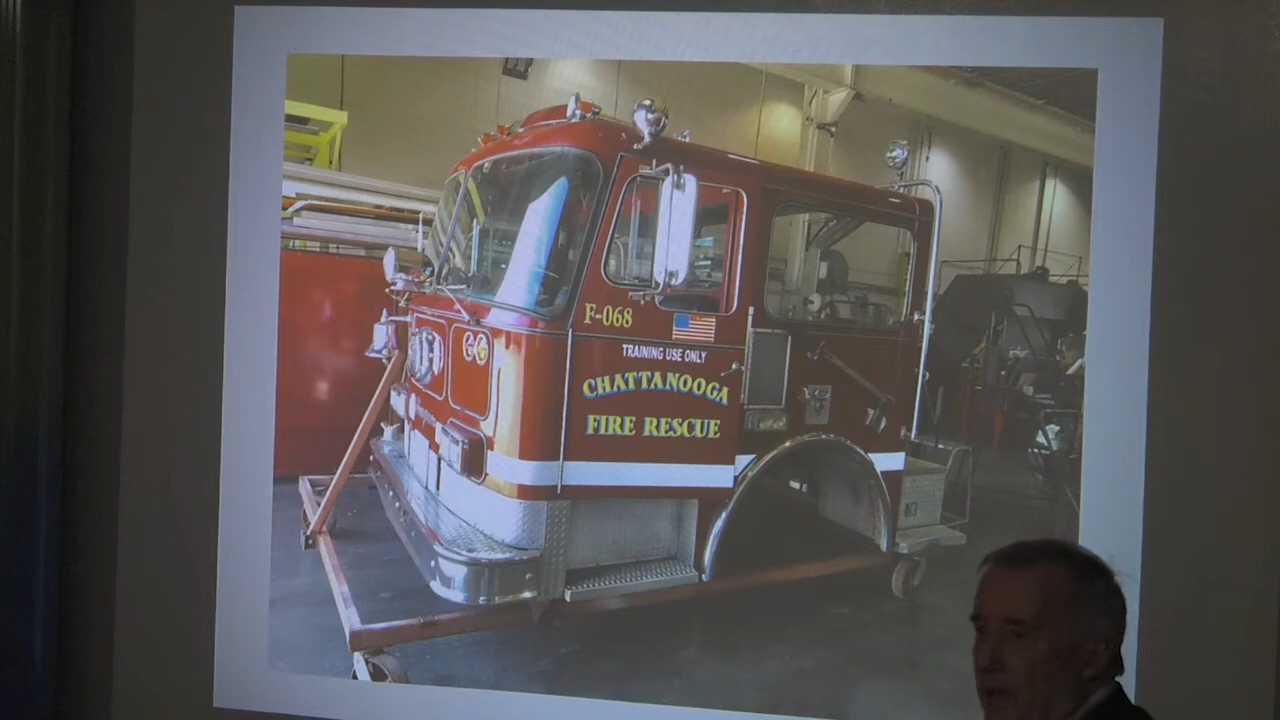 F-068
TRAINING USE ONLY
CHATTANOOGA
FIRE RESCUE